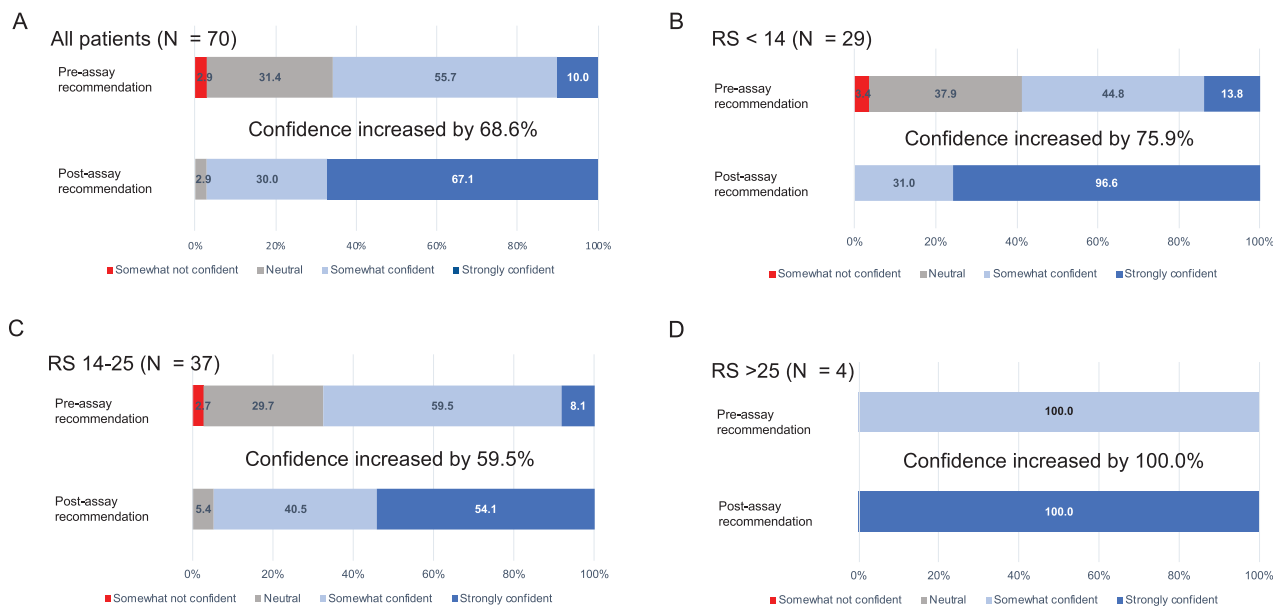 A
All patients (N = 70)
Pre-assay
recommendation
2.9 31.4 55.7 10.0
Confidence increased by 68.6%
Post-assay
recommendation
2.9 30.0 67.1
0% 20% 40% 60% 80% 100%
Somewhat not confident Neutral Somewhat confident Strongly confident
B
RS < 14 (N = 29)
Pre-assay
recommendation
3.4 37.9 44.8 13.8
Confidence increased by 75.9%
Post-assay
recommendation
31.0 96.6
0% 20% 40% 60% 80% 100%
Somewhat not confident Neutral Somewhat confident Strongly confident
C
RS 14-25 (N = 37)
Pre-assay
recommendation
2.7 29.7 59.5 8.1
Confidence increased by 59.5%
Post-assay
recommendation
5.4 40.5 54.1
0% 20% 40% 60% 80% 100%
Somewhat not confident Neutral Somewhat confident Strongly confident
D
RS >25 (N = 4)
Pre-assay
recommendation
100.0
Confidence increased by 100.0%
Post-assay
recommendation
100.0
0% 20% 40% 60% 80% 100%
Somewhat not confident Neutral Somewhat confident Strongly confident